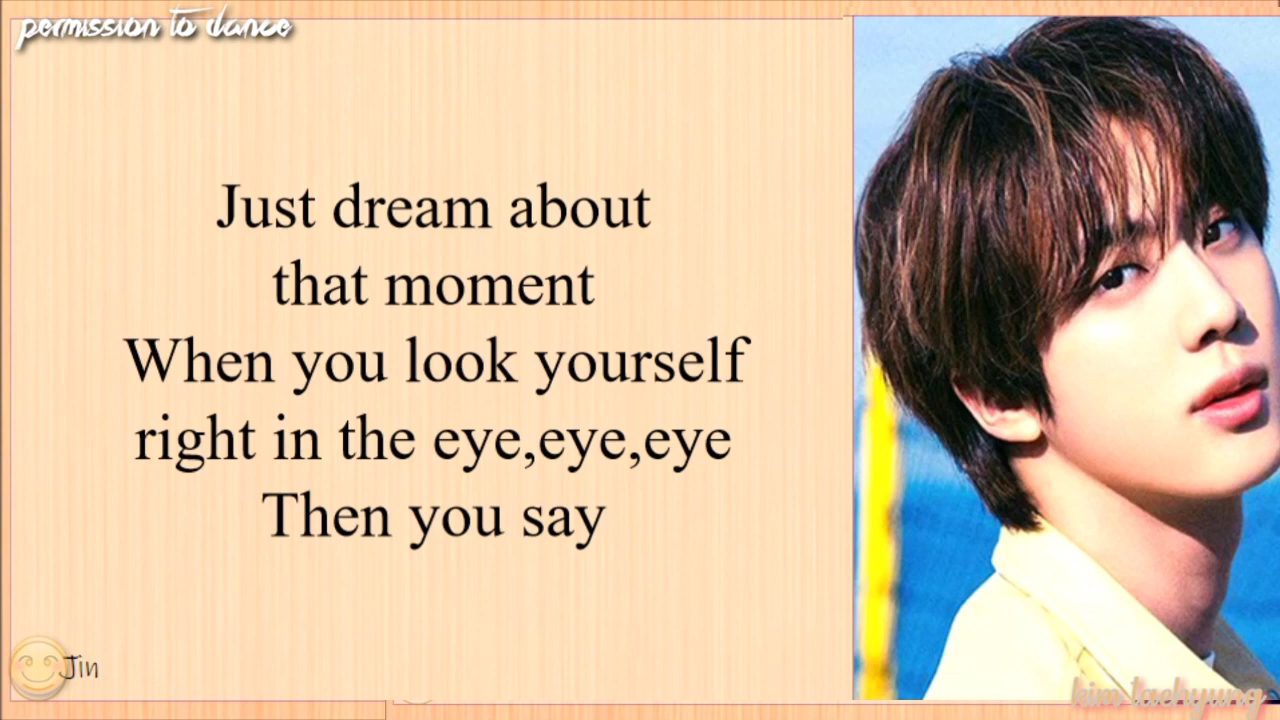 permission to dance
Just dream about
that moment
When you look yourself
right in the eye,eye,eye
Then you say
Jin
kim taehyung